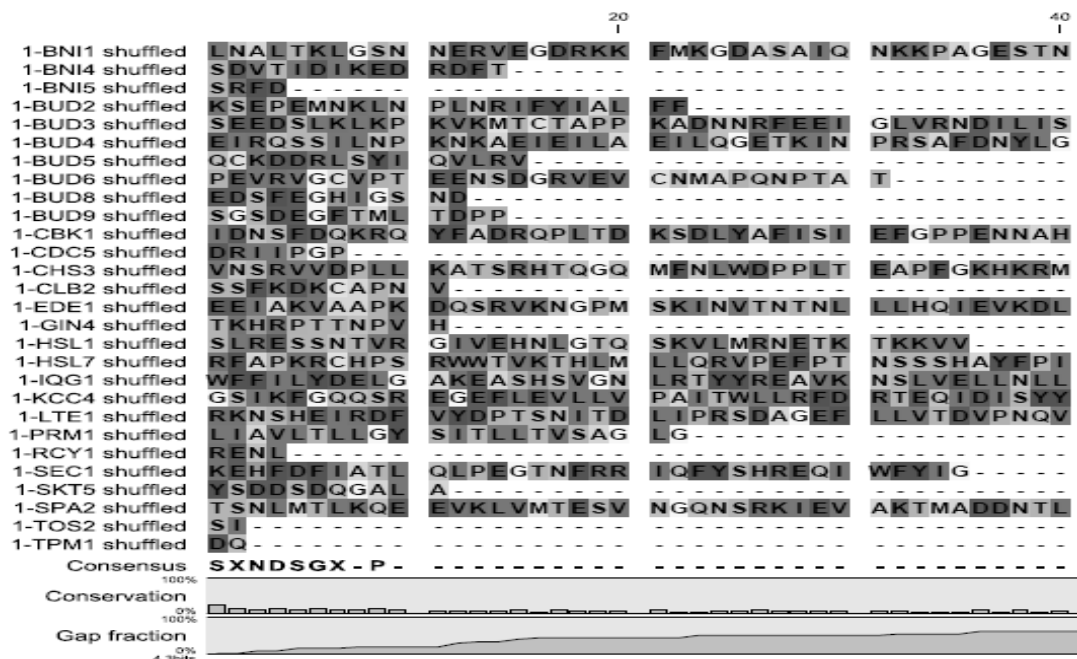 20 40
1-BNI1 shuffled LNALTKLGSN NERVEGDRKK FMKGDASAIQ NKKPAGESTN
1-BNI4 shuffled SDVTIDIKED RDFT------ ---------- ----------
1-BNI5 shuffled SRFD------ ---------- ---------- ----------
1-BUD2 shuffled KSEPEMNKLN PLNRIFYIAL FF-------- ----------
1-BUD3 shuffled SEEDSLKLKP KVKMTCTAPP KADNNRFEEI GLVRNDILIS
1-BUD4 shuffled EIRQSSILNP KNKAEIEILA EILQGETKIN PRSAFDNYLG
1-BUD5 shuffled QCKDDRLSYI QVLRV----- ---------- ----------
1-BUD6 shuffled PEVRVGCVPT EENSDGRVEV CNMAPQNPTA T---------
1-BUD8 shuffled EDSFEGHIGS ND-------- ---------- ----------
1-BUD9 shuffled SGSDEGFTML TDPP------ ---------- ----------
1-CBK1 shuffled IDNSFDQKRQ YFADRQPLTD KSDLYAFISI EFGPPENNAH
1-CDC5 shuffled DRIIPGP--- ---------- ---------- ----------
1-CHS3 shuffled VNSRVVDPLL KATSRHTQGQ MFNLWDPPLT EAPFGKHKRM
1-CLB2 shuffled SSFKDKCAPN V--------- ---------- ----------
1-EDE1 shuffled EEIAKVAAPK DQSRVKNGPM SKINVTNTNL LLHQIEVKDL
1-GIN4 shuffled TKHRPTTNPV H--------- ---------- ----------
1-HSL1 shuffled SLRESSNTVR GIVEHNLGTQ SKVLMRNETK TKKVV-----
1-HSL7 shuffled RFAPKRCHPS RWWTVKTHLM LLQRVPEFPT NSSSHAYFPI
1-IQG1 shuffled WFFILYDELG AKEASHSVGN LRTYYREAVK NSLVELLNLL
1-KCC4 shuffled GSIKFGQQSR EGEFLEVLLV PAITWLLRFD RTEQIDISYY
1-LTE1 shuffled RKNSHEIRDF VYDPTSNITD LIPRSDAGEF LLVTDVPNQV
1-PRM1 shuffled LIAVLTLLGY SITLLTVSAG LG-------- ----------
1-RCY1 shuffled RENL------ ---------- ---------- ----------
1-SEC1 shuffled KEHFDFIATL QLPEGTNFRR IQFYSHREQI WFYIG-----
1-SKT5 shuffled YSDDSDQGAL A--------- ---------- ----------
1-SPA2 shuffled TSNLMTLKQE EVKLVMTESV NGQNSRKIEV AKTMADDNTL
1-TOS2 shuffled SI-------- ---------- ---------- ----------
1-TPM1 shuffled DQ-------- ---------- ---------- ----------
Consensus SXNDSGX-P- ---------- ---------- ----------
100%
Conservation
0%
100%
Gap fraction
0%